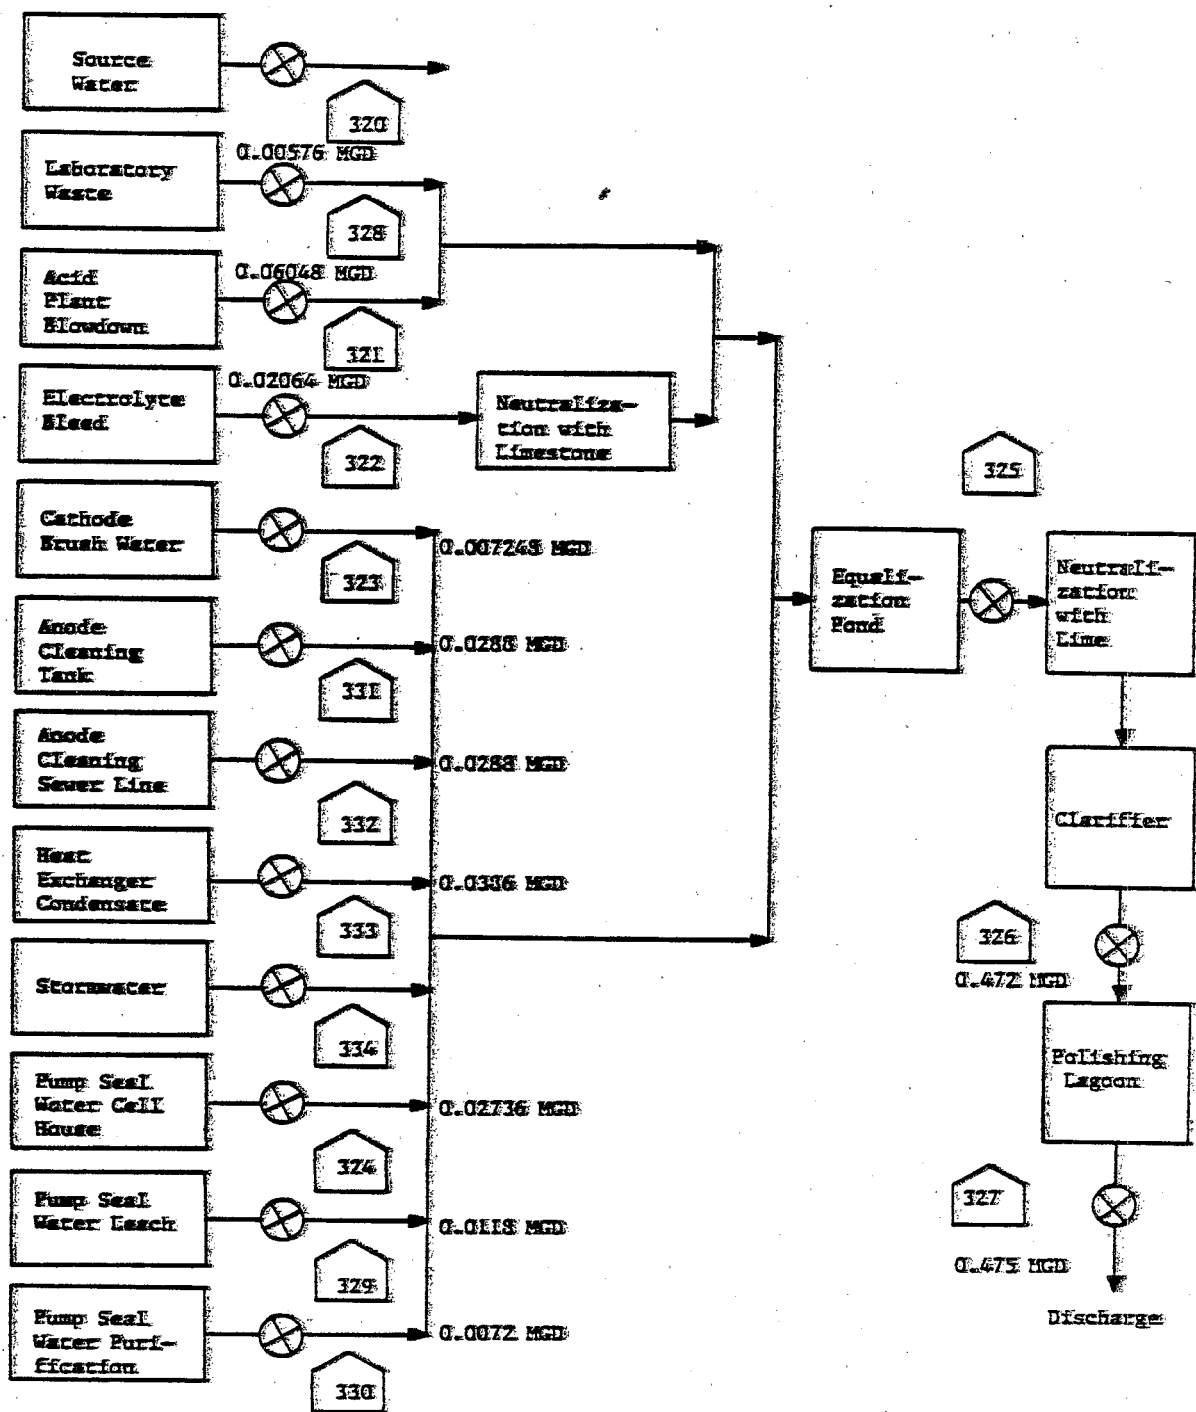 Source
Water
320
0.00576 MGD
Laboratory
Waste
328
0.06048 MGD
Acid
Plant
Blowdown
321
0.02064 MGD
Electrolyte
Bleed
322
Neutraliza-
tion with
Limestone
Cathode
Brush Water
323
0.007248 MGD
Anode
Cleaning
Tank
331
0.0288 MGD
Anode
Cleaning
Sewer Line
332
0.0288 MGD
Heat
Exchanger
Condensate
333
Stormwater
334
Pump Seal
Water Cell
House
324
0.02736 MGD
Pump Seal
Water Leach
329
0.0118 MGD
Pump Seal
Water Puri-
fication
330
0.0072 MGD
Equali-
zation
Pond
325
Neutrali-
zation
with
Lime
Clarifier
326
0.472 MGD
Polishing
Lagoon
327
0.475 MGD
Discharge